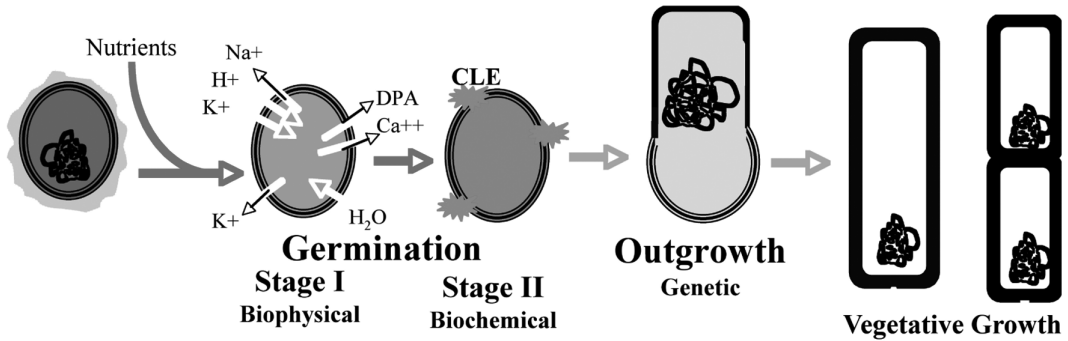 Nutrients
Na+
H+
K+
DPA
Ca++
K+
H₂O
CLE
Germination
Stage I
Biophysical
Stage II
Biochemical
Outgrowth
Genetic
Vegetative Growth